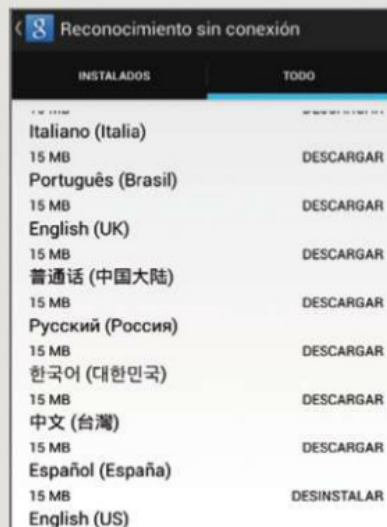 8 Reconocimiento sin conexión
INSTALADOS TODO
Italiano (Italia)
15 MB DESCARGAR
Português (Brasil)
15 MB DESCARGAR
English (UK)
15 MB DESCARGAR
普通话 (中国大陆)
15 MB DESCARGAR
Русский (Россия)
15 MB DESCARGAR
한국어 (대한민국)
15 MB DESCARGAR
中文 (台灣)
15 MB DESCARGAR
Español (España)
15 MB DESINSTALAR
English (US)